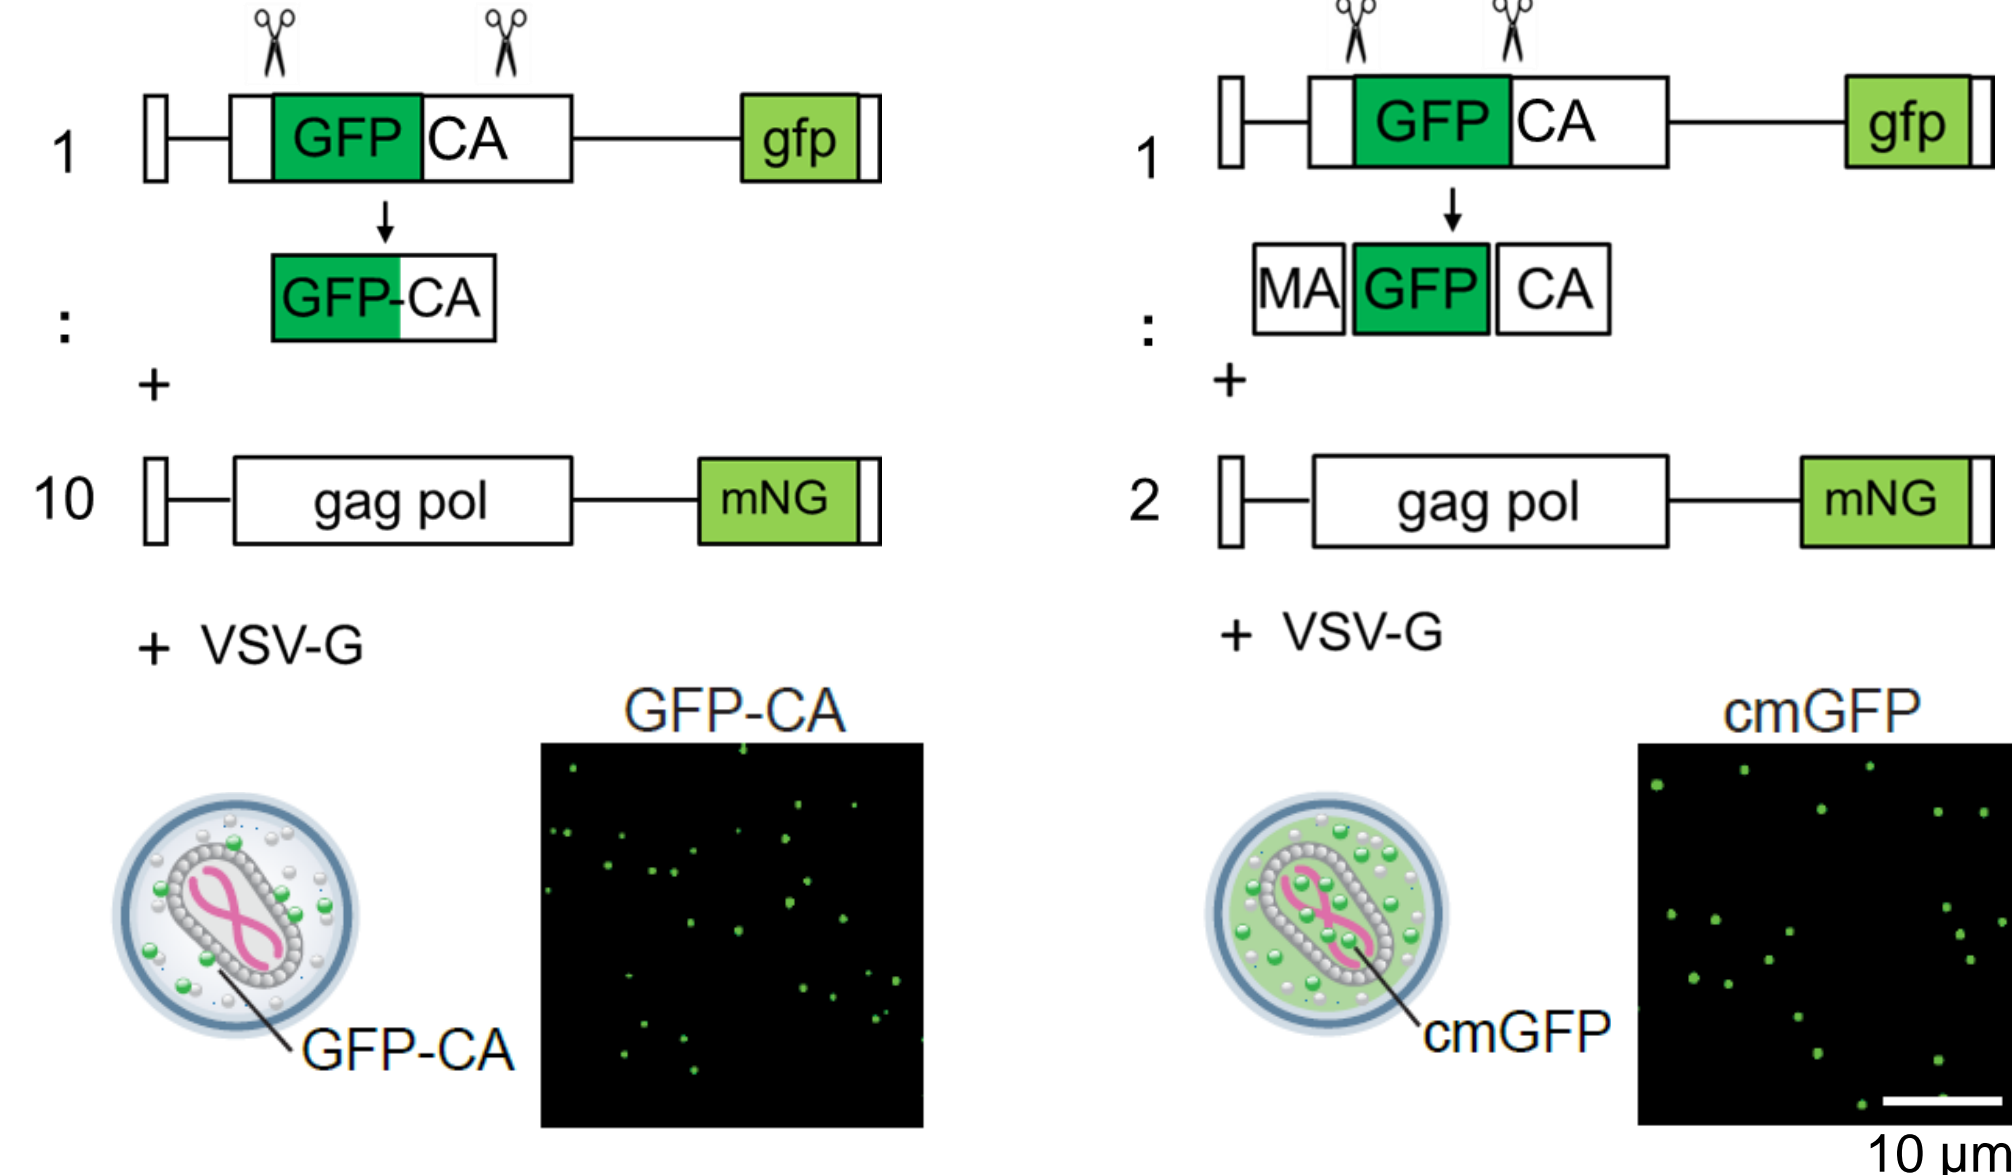 1
GFP CA
gfp
GFP-CA
:
+
10
gag pol
mNG
+ VSV-G
GFP-CA
GFP-CA
1
GFP CA
gfp
MA GFP CA
:
+
2
gag pol
mNG
+ VSV-G
cmGFP
cmGFP
10 µm